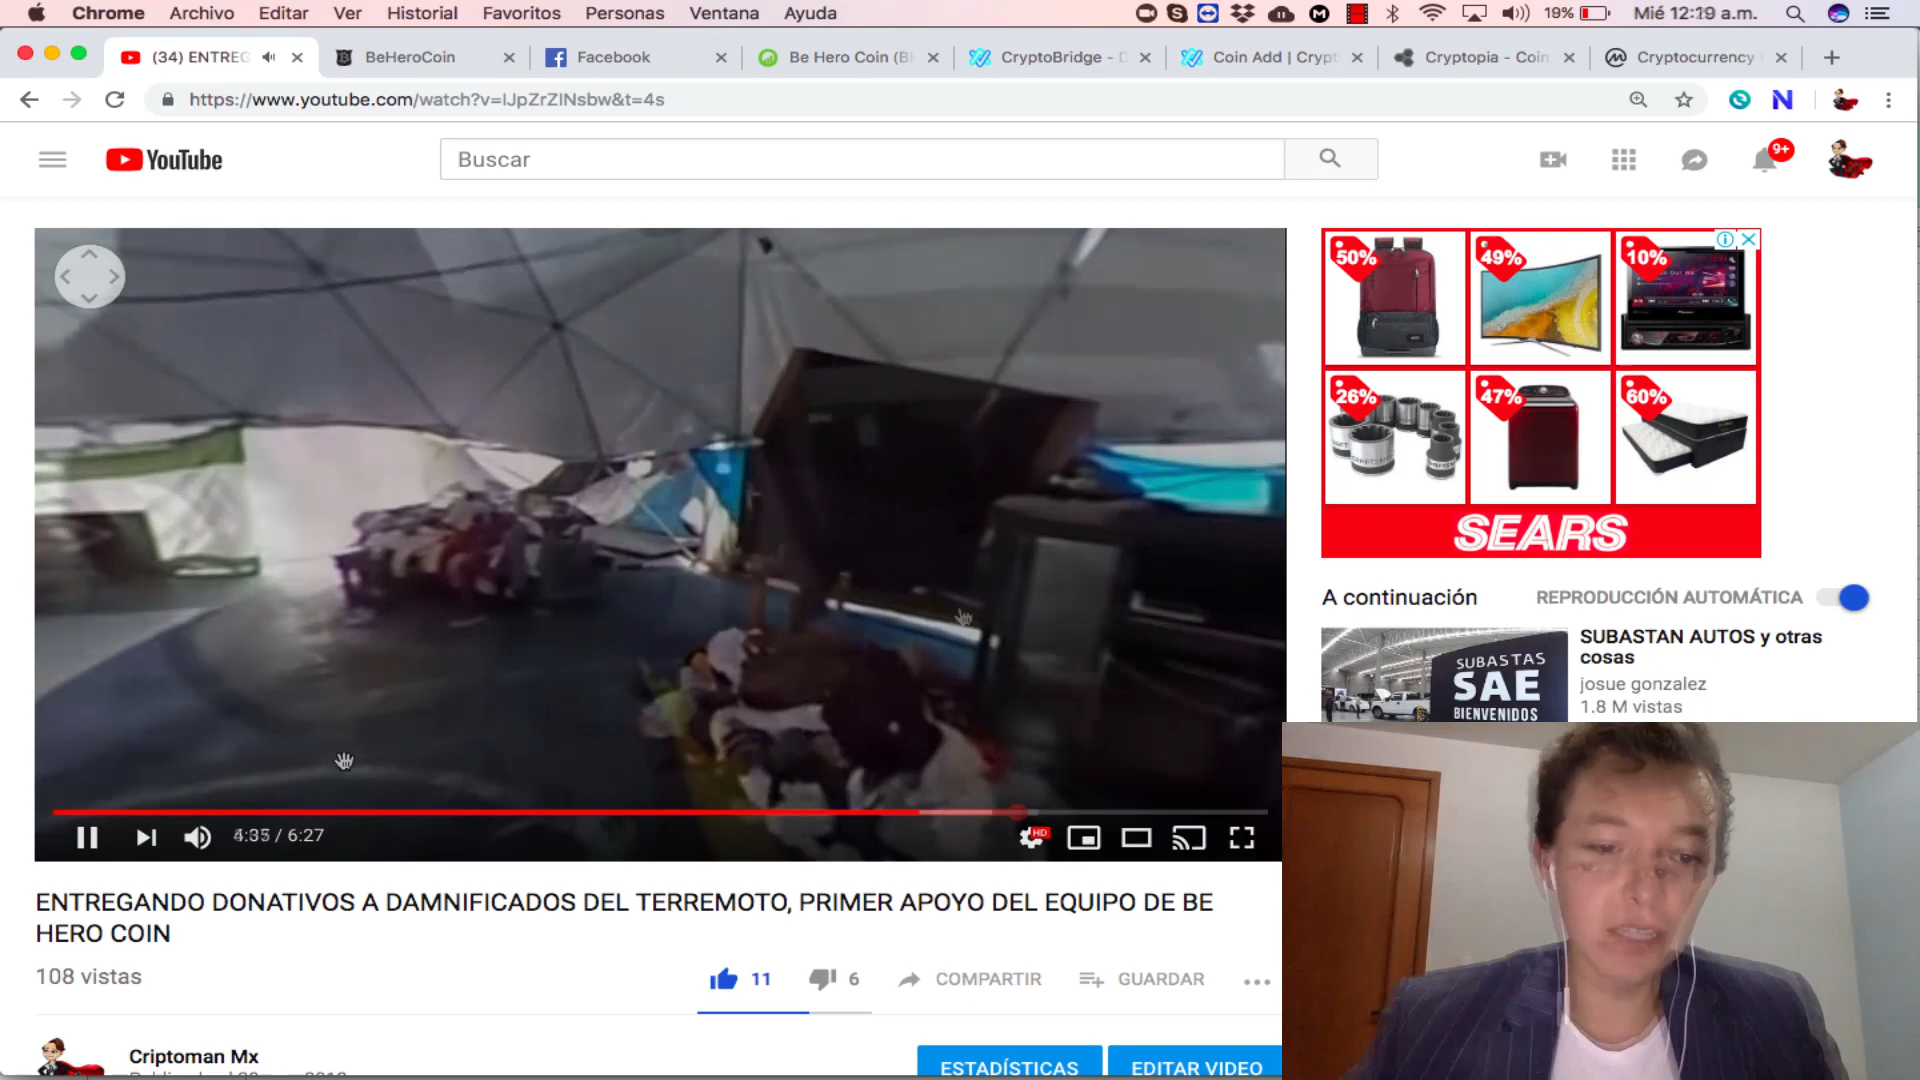 Chrome Archivo Editar Ver Historial Favoritos Personas Ventana Ayuda 19% Mié 12:19 a.m.
(34) ENTREG BeHeroCoin Facebook Be Hero Coin (BH CryptoBridge - D Coin Add | Crypt Cryptopia - Coin Cryptocurrency
https://www.youtube.com/watch?v=lJpZrZlNsbw&t=4s
YouTube Buscar 9+
50% 49% 10%
26% 47% 60%
SEARS
A continuación REPRODUCCIÓN AUTOMÁTICA
SUBASTAN AUTOS y otras
cosas
josue gonzalez
1.8 M vistas
SUBASTAS
SAE
BIENVENIDOS
4:35 / 6:27 HD
ENTREGANDO DONATIVOS A DAMNIFICADOS DEL TERREMOTO, PRIMER APOYO DEL EQUIPO DE BE
HERO COIN
108 vistas 11 6 COMPARTIR GUARDAR
Criptoman Mx
ESTADÍSTICAS EDITAR VIDEO